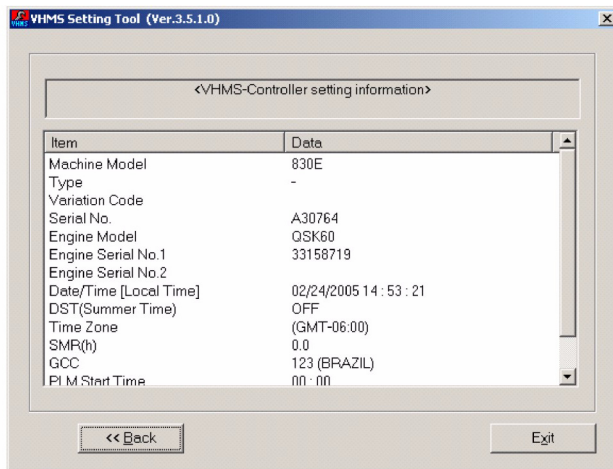 VHMS Setting Tool (Ver.3.5.1.0)
<VHMS-Controller setting information>
Item Data
Machine Model 830E
Type -
Variation Code
Serial No. A30764
Engine Model QSK60
Engine Serial No.1 33158719
Engine Serial No.2
Date/Time [Local Time] 02/24/2005 14 : 53 : 21
DST(Summer Time) OFF
Time Zone (GMT-06:00)
SMR(h) 0.0
GCC 123 (BRAZIL)
PLM Start Time 00 : 00
<< Back Exit